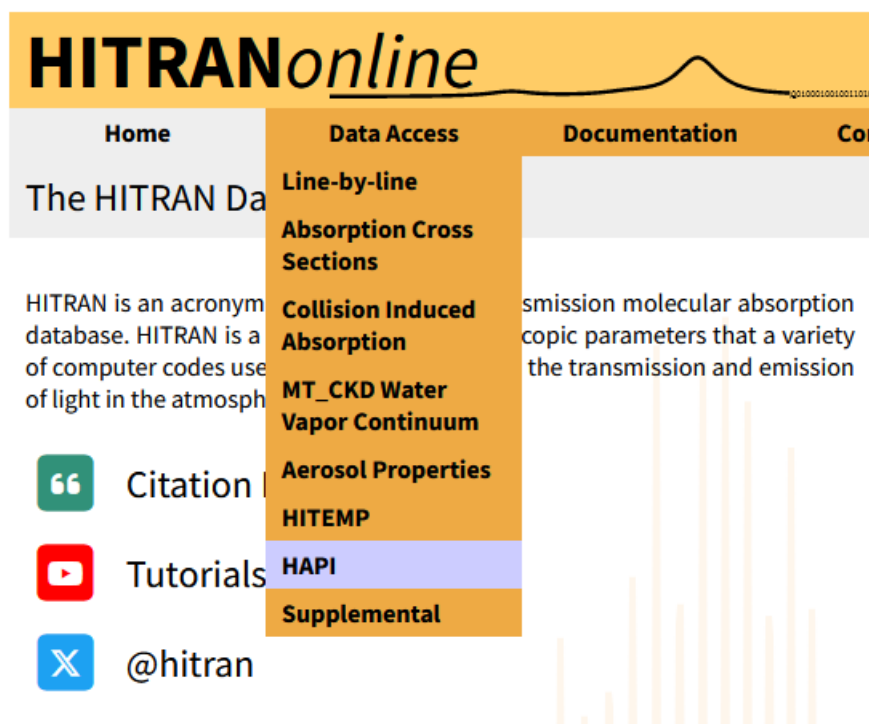 HITRANonline
Home Data Access Documentation
The HITRAN Da
Line-by-line
Absorption Cross
Sections
Collision Induced
Absorption
MT_CKD Water
Vapor Continuum
Aerosol Properties
HITEMP
HAPI
Supplemental
HITRAN is an acronym smission molecular absorption
database. HITRAN is a copic parameters that a variety
of computer codes use the transmission and emission
of light in the atmosph
Citation
Tutorials
@hitran